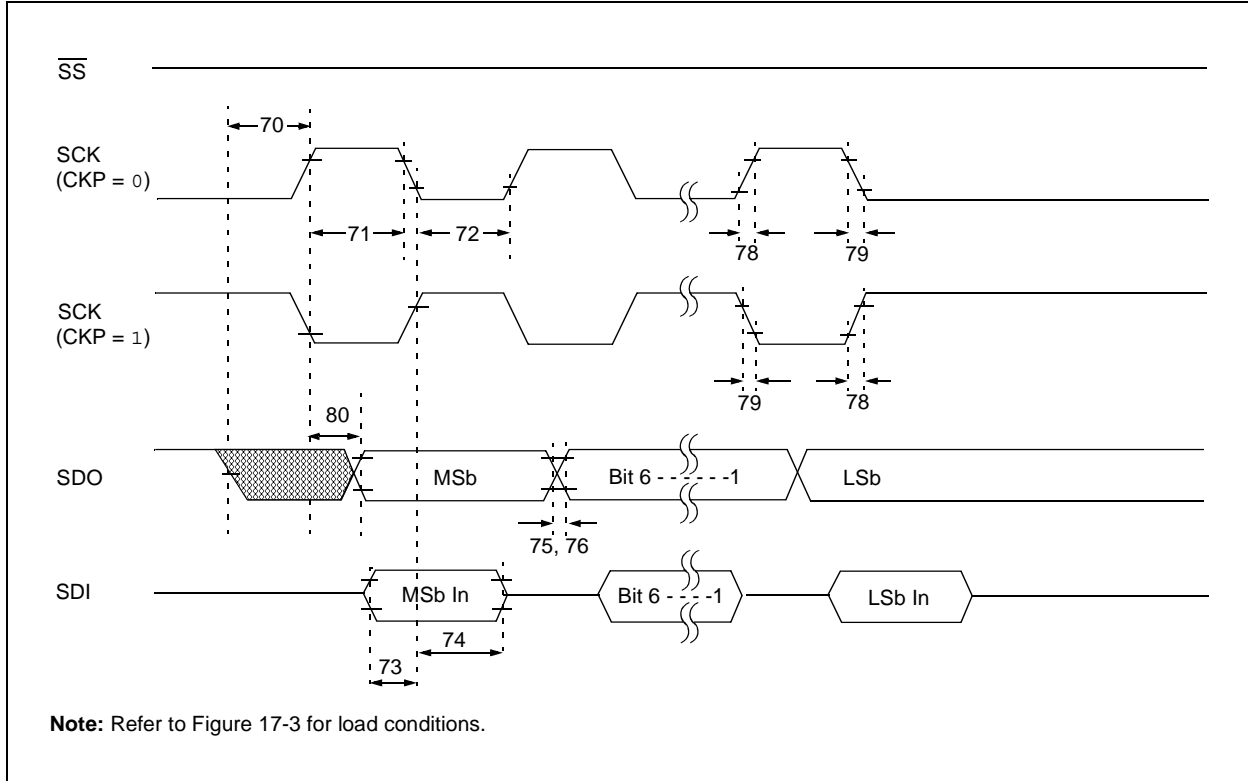 SS
70
SCK
(CKP = 0)
71
72
78
79
SCK
(CKP = 1)
79
78
80
SDO
MSb
Bit 6 - - - - - -1
LSb
75, 76
SDI
MSb In
Bit 6 - - - - -1
LSb In
74
73
Note: Refer to Figure 17-3 for load conditions.